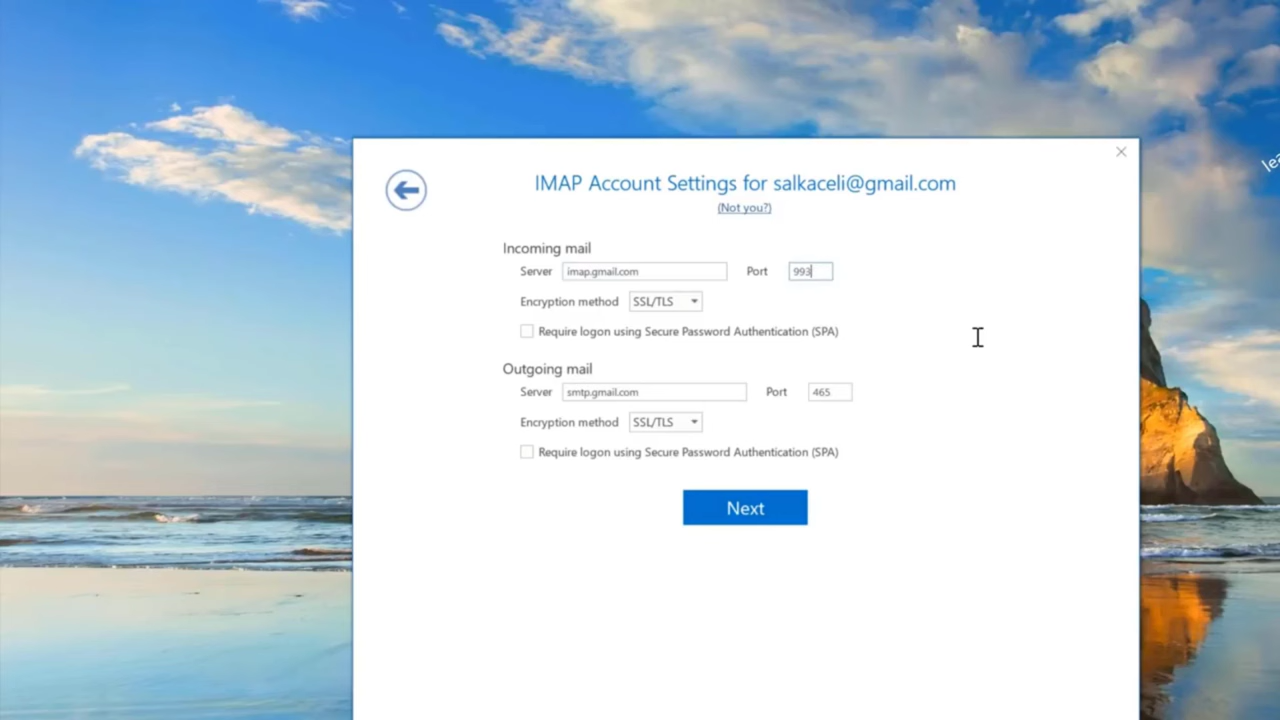 IMAP Account Settings for salkaceli@gmail.com
(Not you?)
Incoming mail
Server imap.gmail.com Port 993
Encryption method SSL/TLS
Require logon using Secure Password Authentication (SPA)
Outgoing mail
Server smtp.gmail.com Port 465
Encryption method SSL/TLS
Require logon using Secure Password Authentication (SPA)
Next